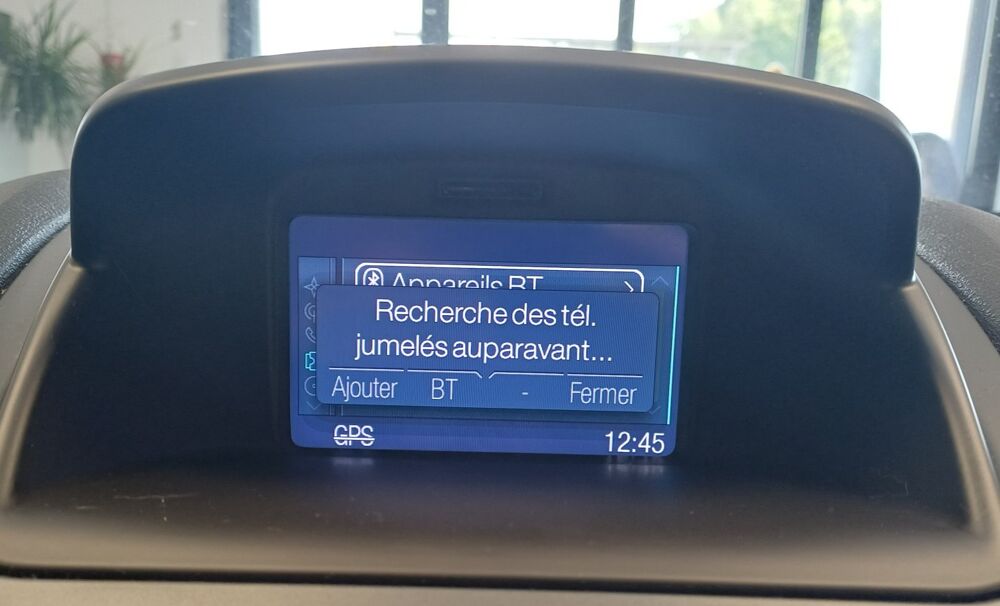 Appareils BT
Recherche des tél.
jumelés auparavant...
Ajouter BT - Fermer
GPS 12:45